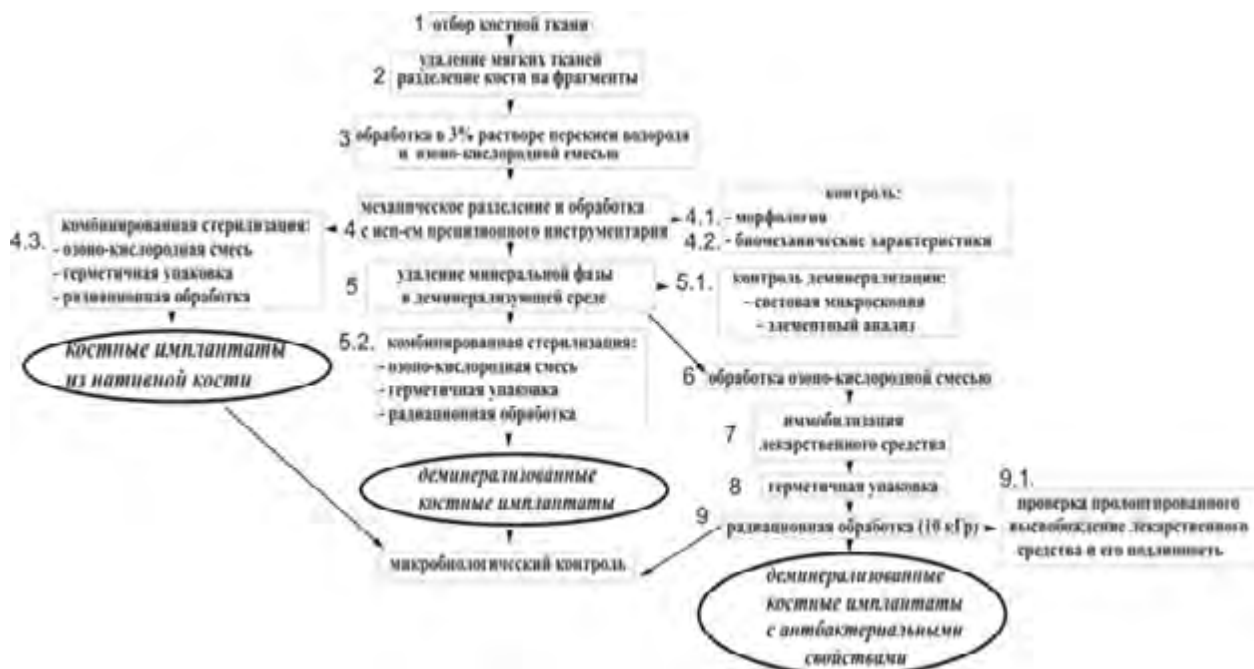 1 отбор костной ткани
удаление мягких тканей
2 разделение кости на фрагменты
3 обработка в 3% растворе перекиси водорода
и озоно-кислородной смесью
механическое разделение и обработка
4 с исп-ем прецизионного инструментария
контроль:
4.1. - морфология
4.2. - биомеханические характеристики
4.3. комбинированная стерилизация:
- озоно-кислородная смесь
- герметичная упаковка
- радиационная обработка
костные имплантаты
из нативной кости
5 удаление минеральной фазы
в деминерализующей среде
5.1. контроль деминерализации:
- световая микроскопия
- элементный анализ
5.2. комбинированная стерилизация:
- озоно-кислородная смесь
- герметичная упаковка
- радиационная обработка
деминерализованные
костные имплантаты
микробиологический контроль
6 обработка озоно-кислородной смесью
7 иммобилизация
лекарственного средства
8 герметичная упаковка
9 радиационная обработка (10 кГр)
9.1.
проверка пролонгированного
высвобождение лекарственного
средства и его подлинность
деминерализованные
костные имплантаты
с антбактериальными
свойствами